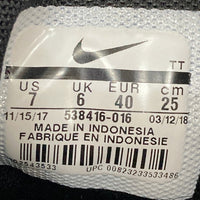 TT
US UK EUR cm
7 6 40 25
11/15/17 538416-016 03/12/18
MADE IN INDONESIA
FABRIQUE EN INDONESIE
UPC 00823233533486